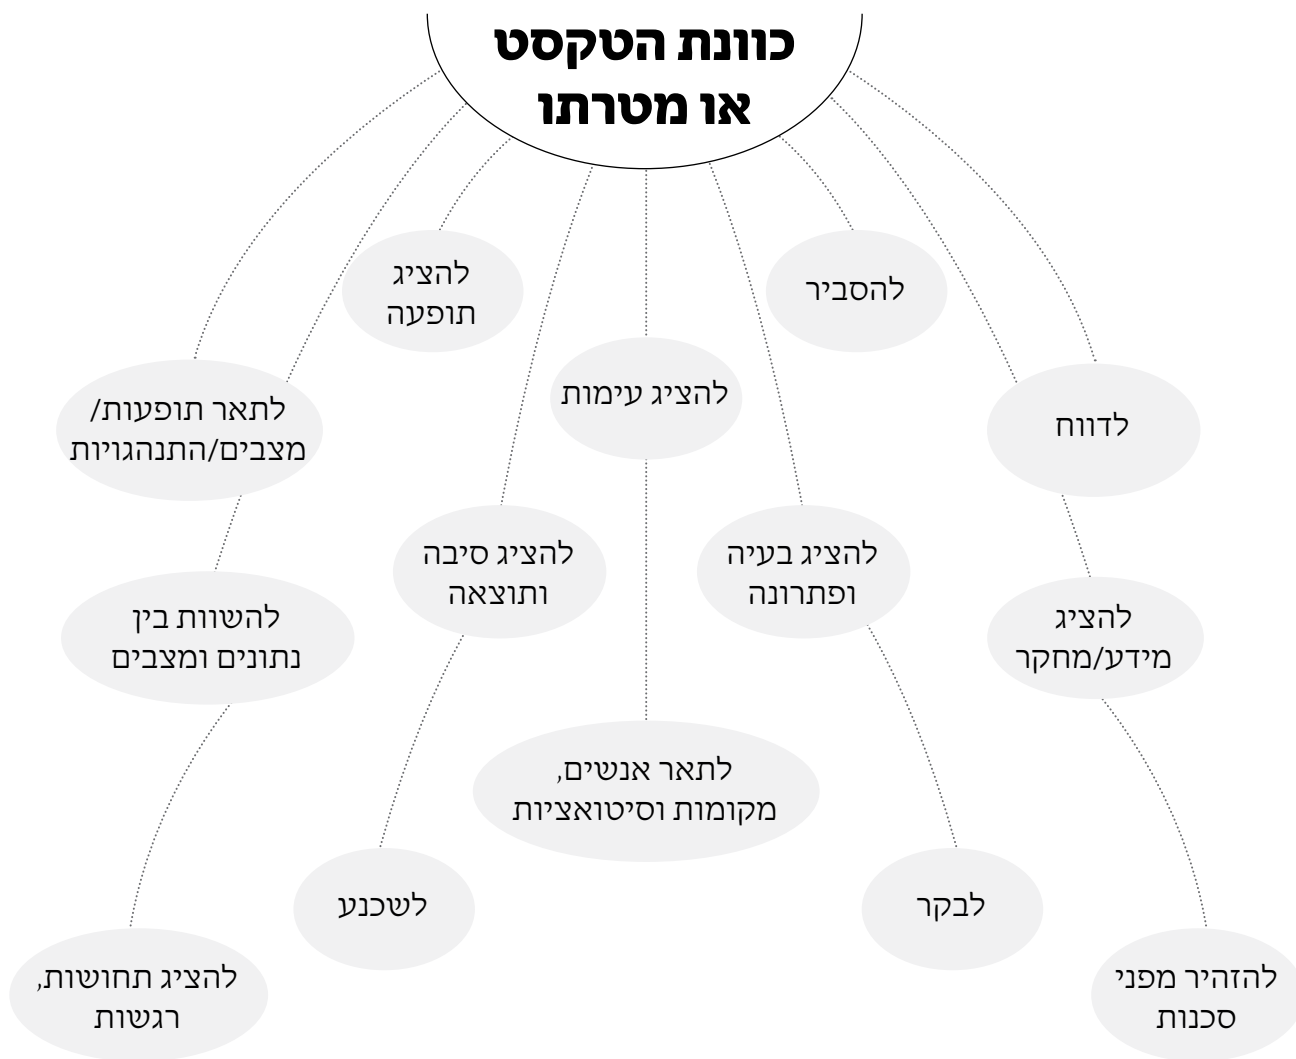 כוונת הטקסט
או מטרתו
להסביר
להציג
תופעה
לדווח
להציג עימות
לתאר תופעות/
מצבים/התנהגויות
להציג בעיה
ופתרונה
להציג סיבה
ותוצאה
להציג
מידע/מחקר
להשוות בין
נתונים ומצבים
לתאר אנשים,
מקומות וסיטואציות
לבקר
לשכנע
להזהיר מפני
סכנות
להציג תחושות,
רגשות